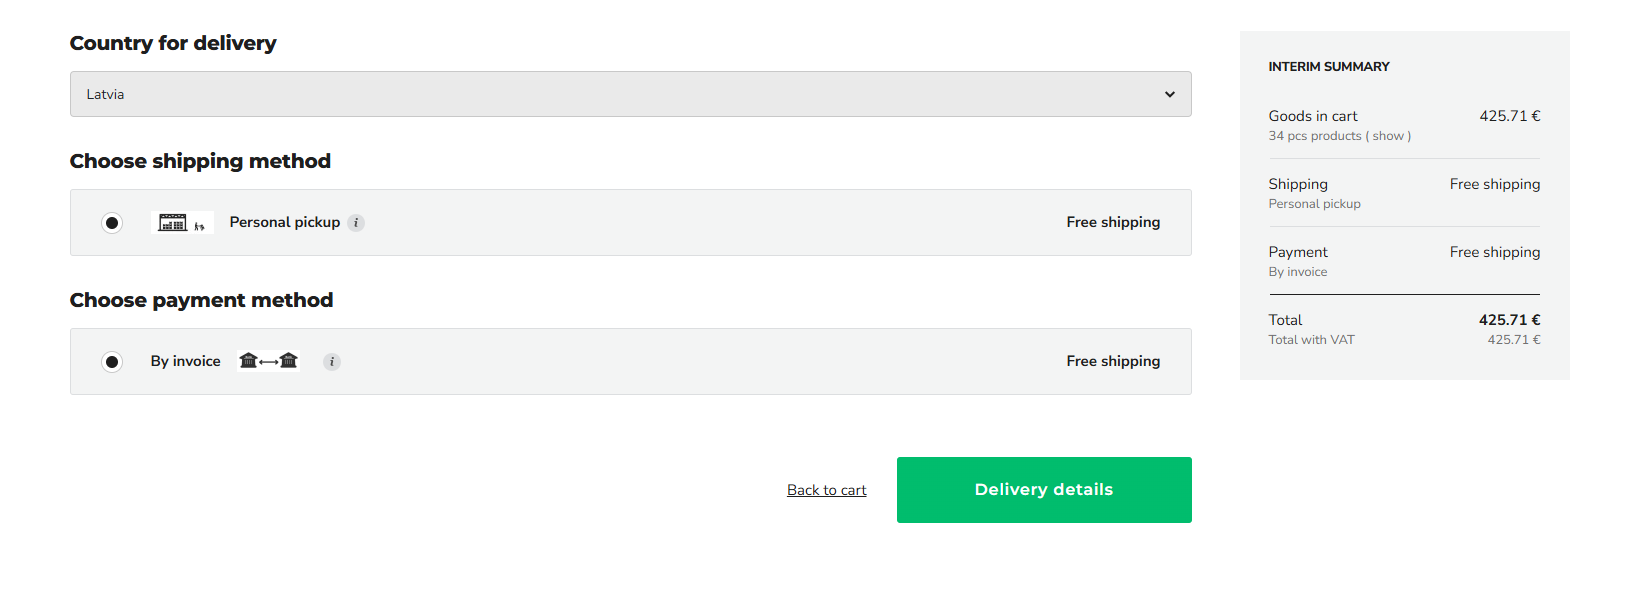 Country for delivery
Latvia
Choose shipping method
Personal pickup i Free shipping
Choose payment method
By invoice i Free shipping
Back to cart Delivery details
INTERIM SUMMARY
Goods in cart 425.71 €
34 pcs products ( show )
Shipping Free shipping
Personal pickup
Payment Free shipping
By invoice
Total 425.71 €
Total with VAT 425.71 €